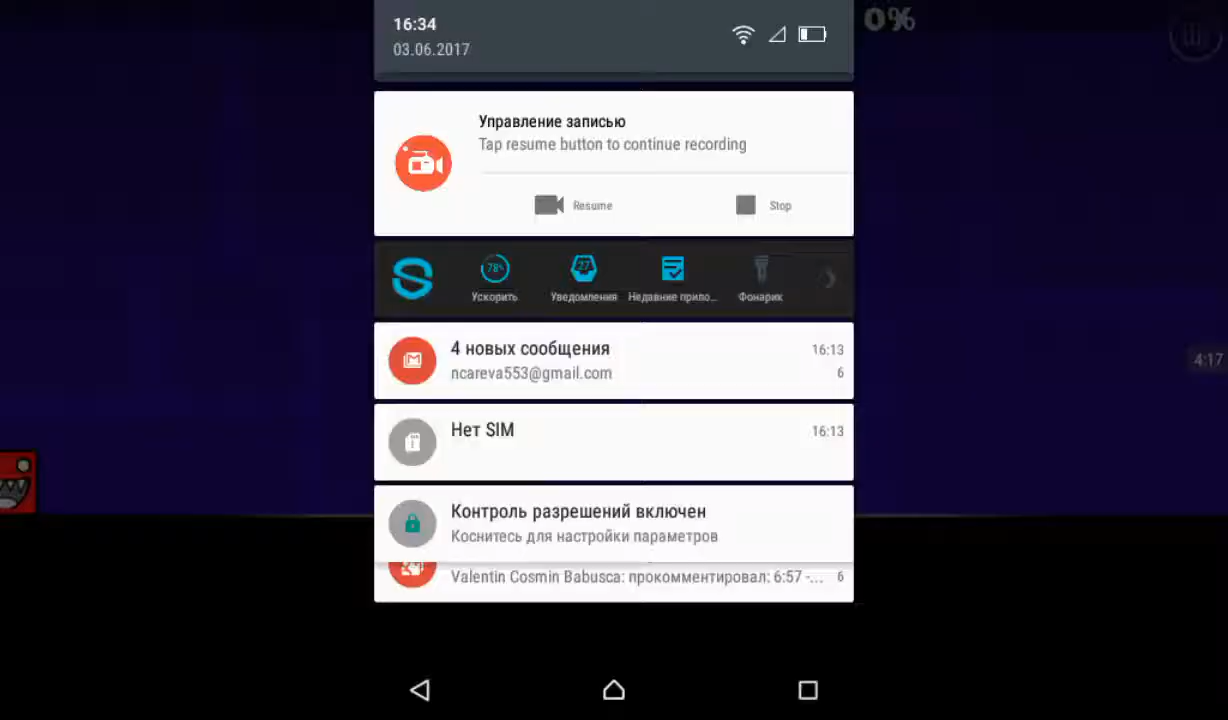 16:34
03.06.2017
0%
Управление записью
Tap resume button to continue recording
Resume
Stop
78%
27
Ускорить
Уведомления
Недавние прило...
Фонарик
4 новых сообщения
16:13
ncareva553@gmail.com
6
4:17
Нет SIM
16:13
Контроль разрешений включен
Коснитесь для настройки параметров
Valentin Cosmin Babusca: прокомментировал: 6:57 -...
6